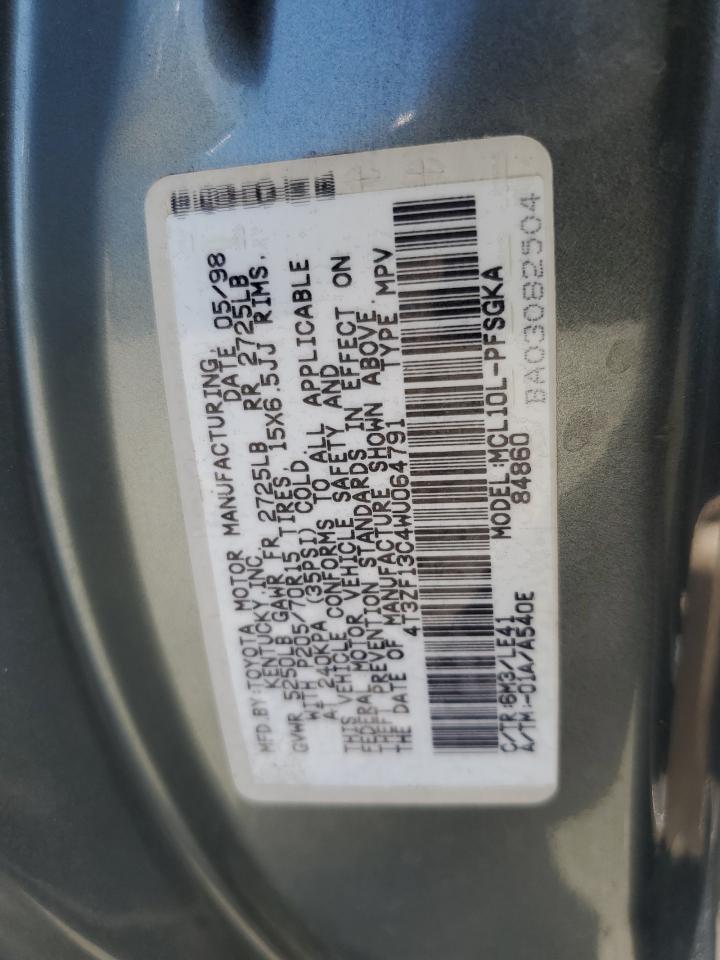 MFD.BY:TOYOTA MOTOR MANUFACTURING,
KENTUCKY,INC. DATE 05/98
GVWR 5250LB GAWR FR 2725LB RR 2725LB
WITH P205/70R15 TIRES, 15X6.5JJ RIMS,
AT 240KPA (35PSI) COLD.
THIS VEHICLE CONFORMS TO ALL APPLICABLE
FEDERAL MOTOR VEHICLE SAFETY AND
THEFT PREVENTION STANDARDS IN EFFECT ON
THE DATE OF MANUFACTURE SHOWN ABOVE.
4T3ZF13C4WU064791 TYPE MPV
C/TR:6M3/LE41 MODEL:MCL10L-PFSGKA
A/TM:-01A/A540E 84860
BA03082504